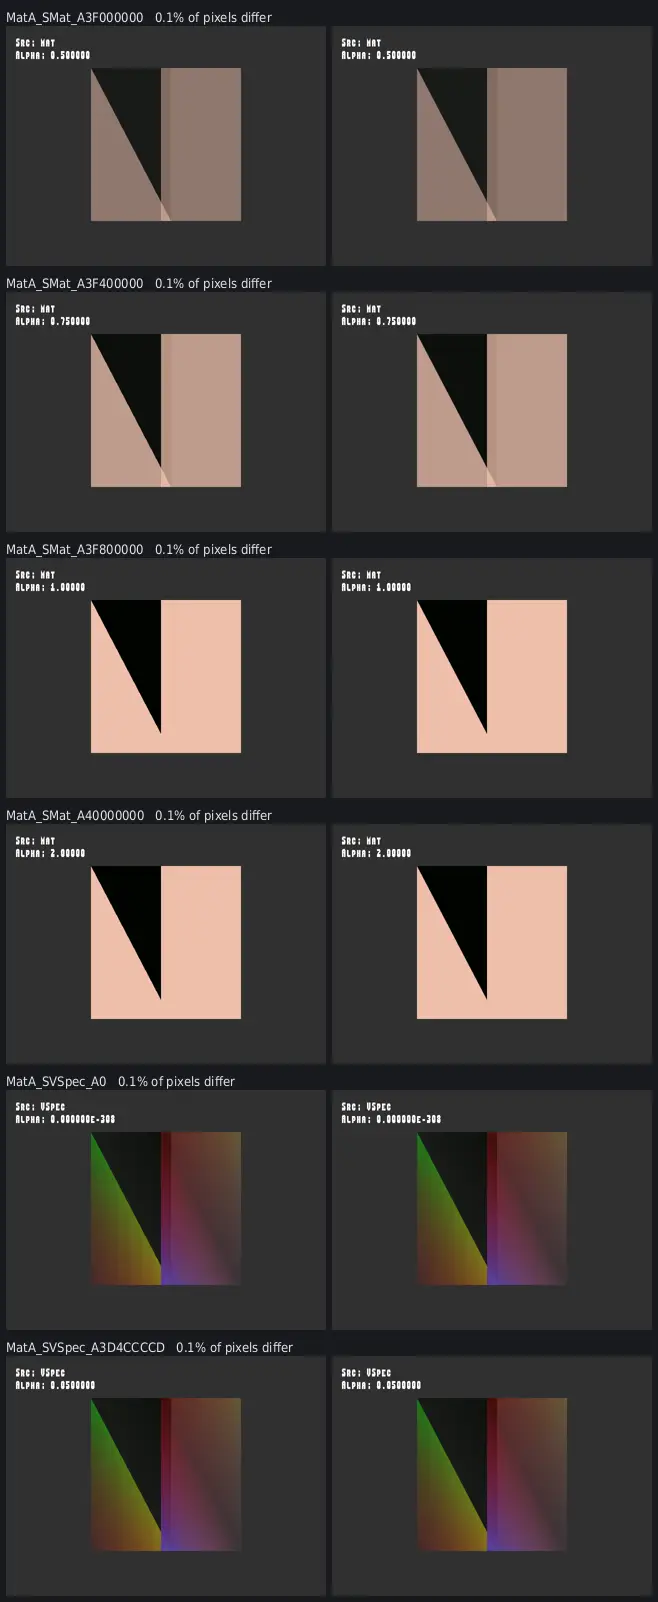 MatA_SMat_A3F000000 0.1% of pixels differ
Src: Mat
Alpha: 0.500000
Src: Mat
Alpha: 0.500000
MatA_SMat_A3F400000 0.1% of pixels differ
Src: Mat
Alpha: 0.750000
Src: Mat
Alpha: 0.750000
MatA_SMat_A3F800000 0.1% of pixels differ
Src: Mat
Alpha: 1.00000
Src: Mat
Alpha: 1.00000
MatA_SMat_A40000000 0.1% of pixels differ
Src: Mat
Alpha: 2.00000
Src: Mat
Alpha: 2.00000
MatA_SVSpec_A0 0.1% of pixels differ
Src: VSpec
Alpha: 0.000000E-308
Src: VSpec
Alpha: 0.000000E-308
MatA_SVSpec_A3D4CCCCD 0.1% of pixels differ
Src: VSpec
Alpha: 0.0500000
Src: VSpec
Alpha: 0.0500000